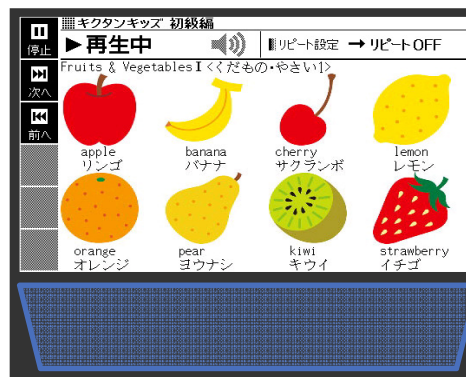 キクタンキッズ 初級編
停止
▶再生中
リピート設定 → リピートOFF
次へ
前へ
Fruits & Vegetables I <くだもの・やさい1>
apple banana cherry lemon
リンゴ バナナ サクランボ レモン
orange pear kiwi strawberry
オレンジ ヨウナシ キウイ イチゴ